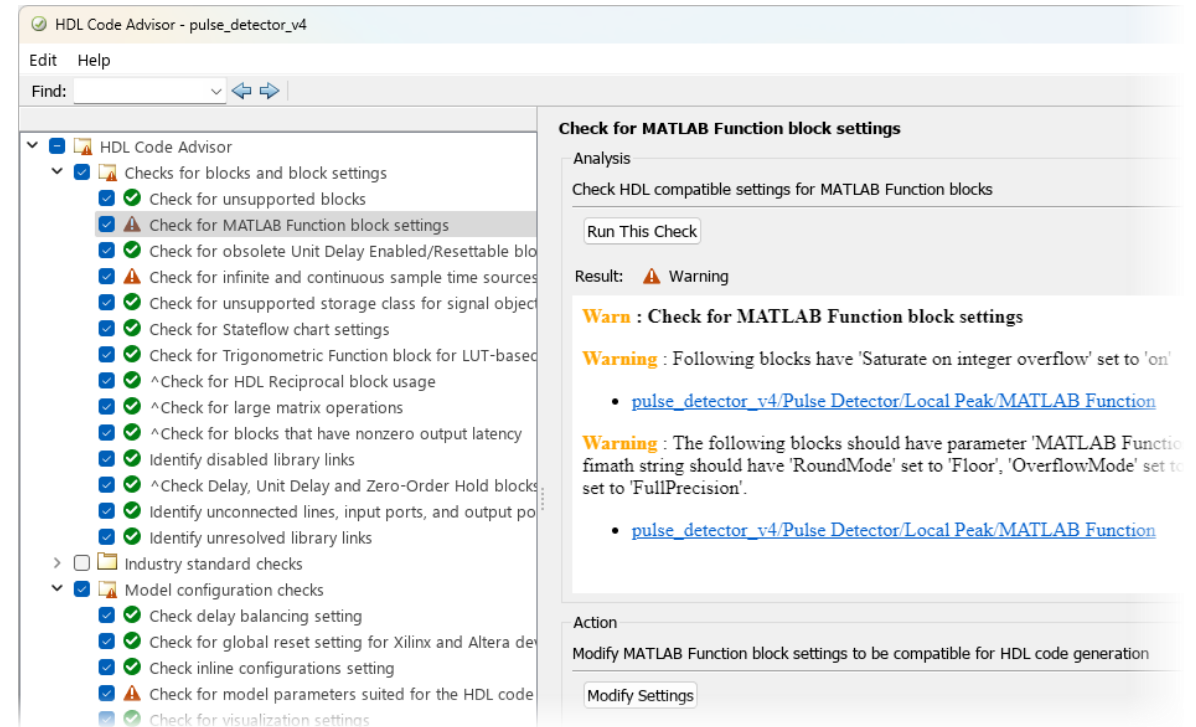 HDL Code Advisor - pulse_detector_v4
Edit Help
Find:
HDL Code Advisor
Checks for blocks and block settings
Check for unsupported blocks
Check for MATLAB Function block settings
Check for obsolete Unit Delay Enabled/Resettable blo
Check for infinite and continuous sample time sources
Check for unsupported storage class for signal object
Check for Stateflow chart settings
Check for Trigonometric Function block for LUT-based
^Check for HDL Reciprocal block usage
^Check for large matrix operations
^Check for blocks that have nonzero output latency
Identify disabled library links
^Check Delay, Unit Delay and Zero-Order Hold blocks
Identify unconnected lines, input ports, and output po
Identify unresolved library links
Industry standard checks
Model configuration checks
Check delay balancing setting
Check for global reset setting for Xilinx and Altera dev
Check inline configurations setting
Check for model parameters suited for the HDL code
Check for visualization settings
Check for MATLAB Function block settings
Analysis
Check HDL compatible settings for MATLAB Function blocks
Run This Check
Result: Warning
Warn : Check for MATLAB Function block settings
Warning : Following blocks have 'Saturate on integer overflow' set to 'on'
• pulse_detector_v4/Pulse Detector/Local Peak/MATLAB Function
Warning : The following blocks should have parameter 'MATLAB Functio
fimath string should have 'RoundMode' set to 'Floor', 'OverflowMode' set to
set to 'FullPrecision'.
• pulse_detector_v4/Pulse Detector/Local Peak/MATLAB Function
Action
Modify MATLAB Function block settings to be compatible for HDL code generation
Modify Settings